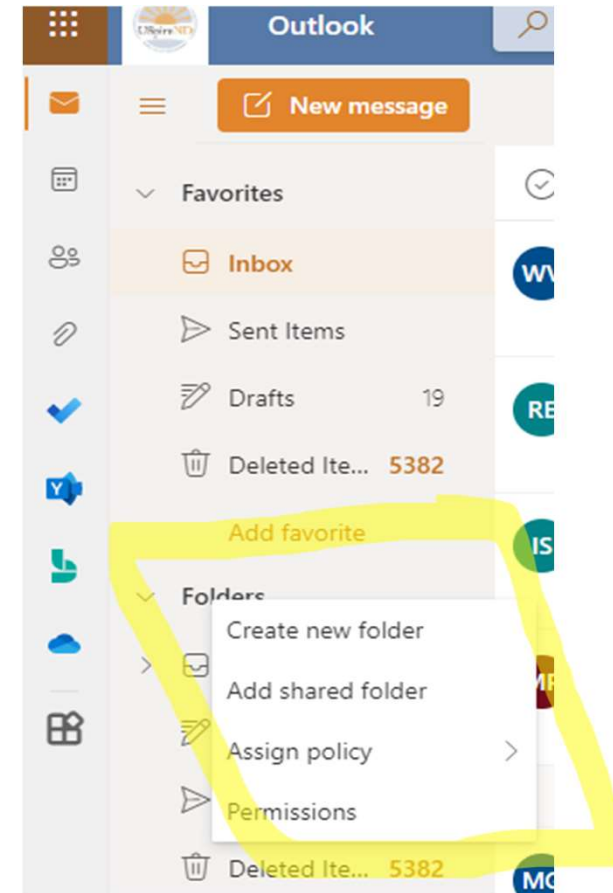 USpireND
Outlook
New message
Favorites
Inbox
WV
Sent Items
Drafts 19
RE
Deleted Ite... 5382
Add favorite
IS
Folders
Create new folder
Add shared folder
Assign policy
Permissions
Deleted Ite... 5382